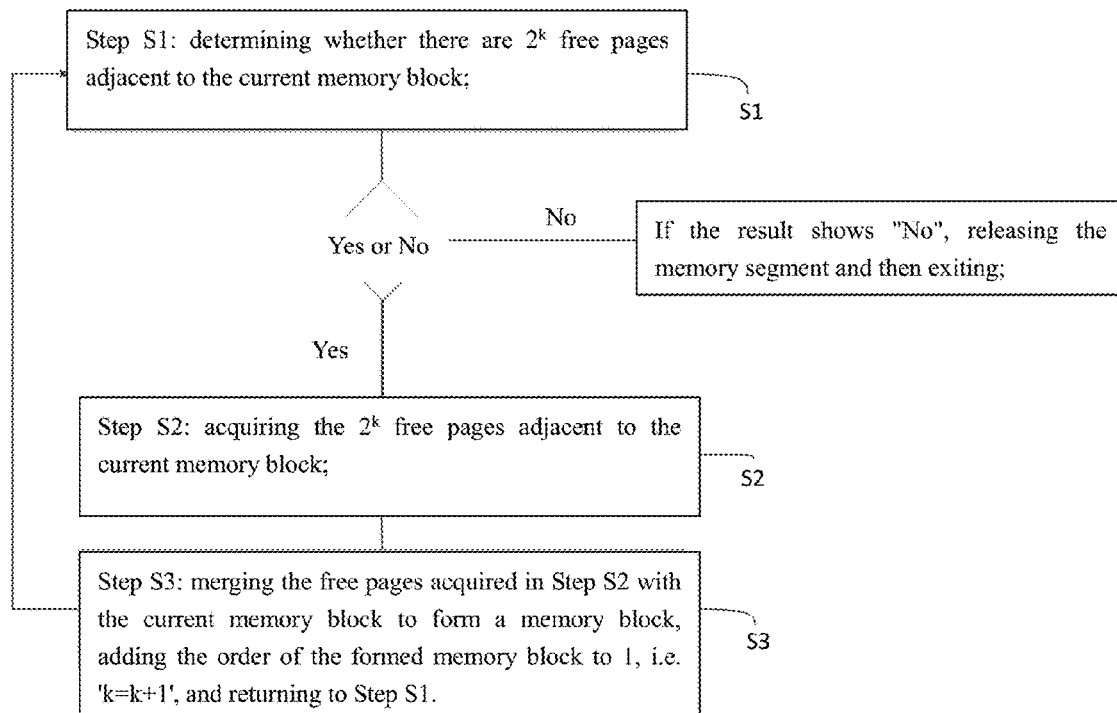 Step S1: determining whether there are 2ᵏ free pages
adjacent to the current memory block;
S1
No
Yes or No
If the result shows "No", releasing the
memory segment and then exiting;
Yes
Step S2: acquiring the 2ᵏ free pages adjacent to the
current memory block;
S2
Step S3: merging the free pages acquired in Step S2 with
the current memory block to form a memory block,
adding the order of the formed memory block to 1, i.e.
'k=k+1', and returning to Step S1.
S3